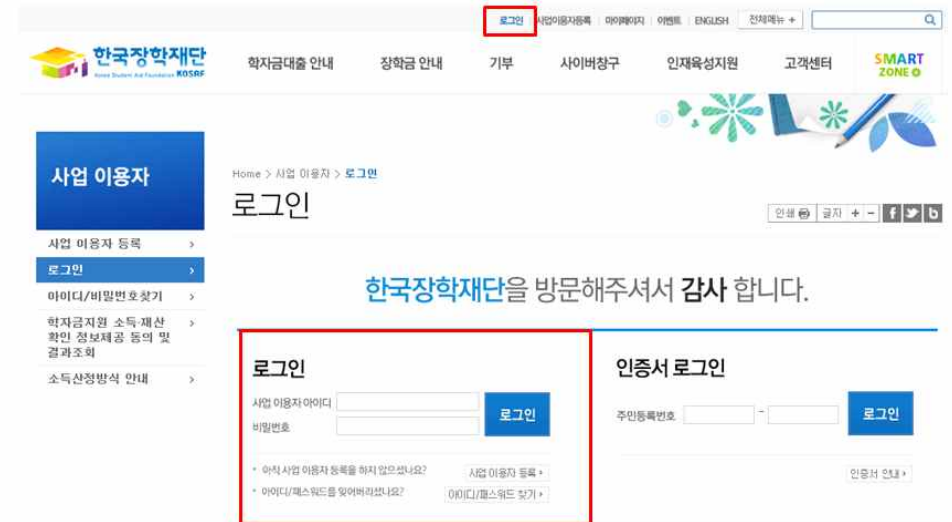 로그인 사업이용자등록 마이페이지 이벤트 ENGLISH 전체메뉴 +
한국장학재단
Korea Student Aid Foundation KOSAF
학자금대출 안내 장학금 안내 기부 사이버창구 인재육성지원 고객센터 SMART ZONE
사업 이용자
Home > 사업 이용자 > 로그인
로그인
인쇄 글자 + - f b
사업 이용자 등록 >
로그인 >
아이디/비밀번호찾기 >
학자금지원 소득·재산 >
확인 정보제공 동의 및
결과조회
소득산정방식 안내 >
한국장학재단을 방문해주셔서 감사 합니다.
로그인
사업 이용자 아이디
비밀번호
로그인
* 아직 사업 이용자 등록을 하지 않으셨나요? 사업 이용자 등록
* 아이디/패스워드를 잊어버리셨나요? 아이디/패스워드 찾기
인증서 로그인
주민등록번호 -
로그인
인증서 안내